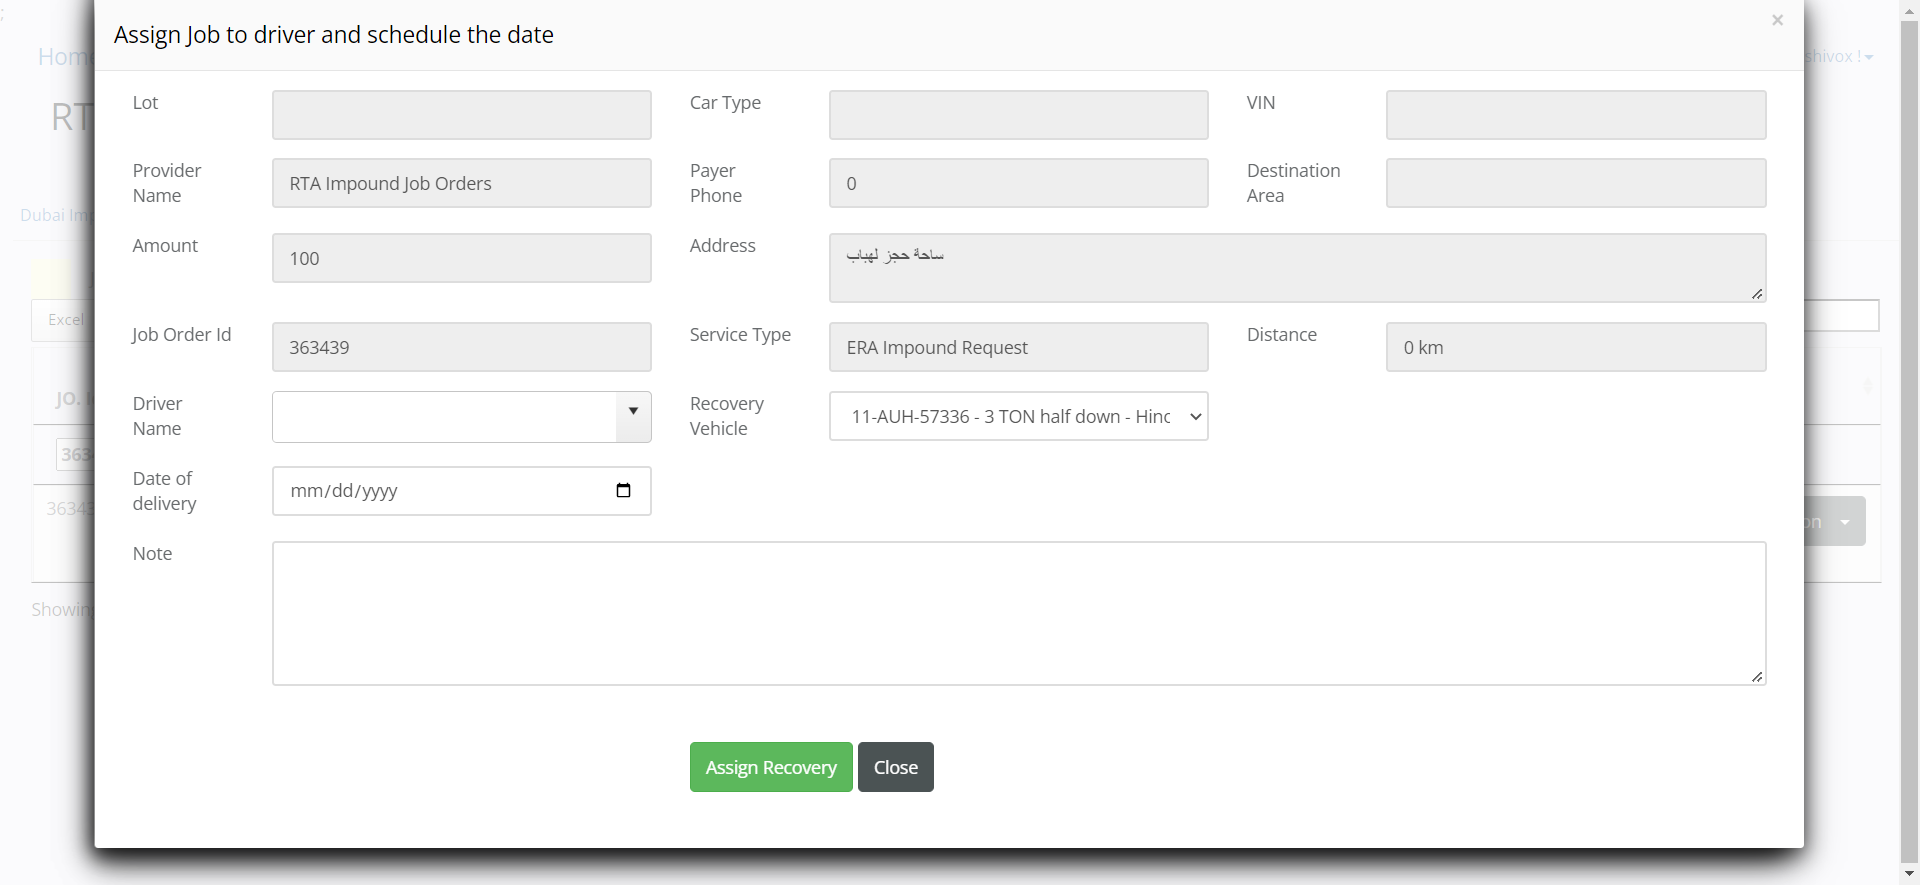 ;
Assign Job to driver and schedule the date
×
Home
shivox !
RT
Lot
Car Type
VIN
Provider Name
RTA Impound Job Orders
Payer Phone
0
Destination Area
Dubai Im
Amount
100
Address
ساحة حجز لهباب
Excel
Job Order Id
363439
Service Type
ERA Impound Request
Distance
0 km
JO.
Driver Name
Recovery Vehicle
11-AUH-57336 - 3 TON half down - Hinc
363
Date of delivery
mm/dd/yyyy
3634
on
Note
Showing
Assign Recovery
Close